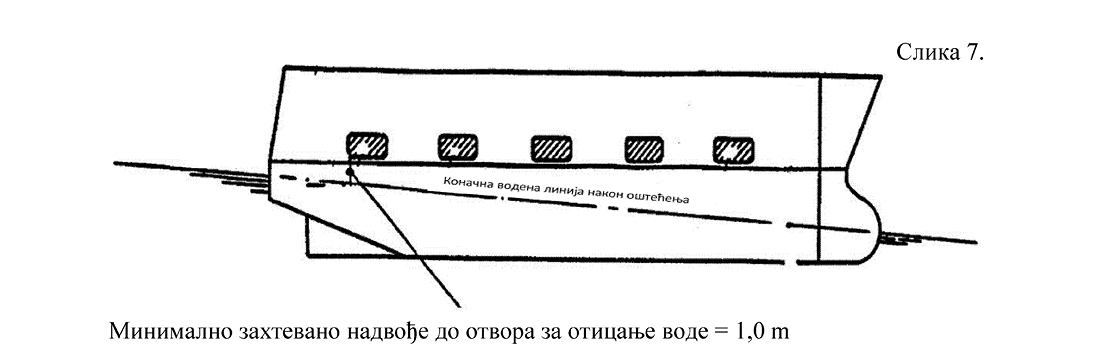 Слика 7.
Коначна водена линија након оштећења
Минимално захтевано надвође до отвора за отицање воде = 1,0 m